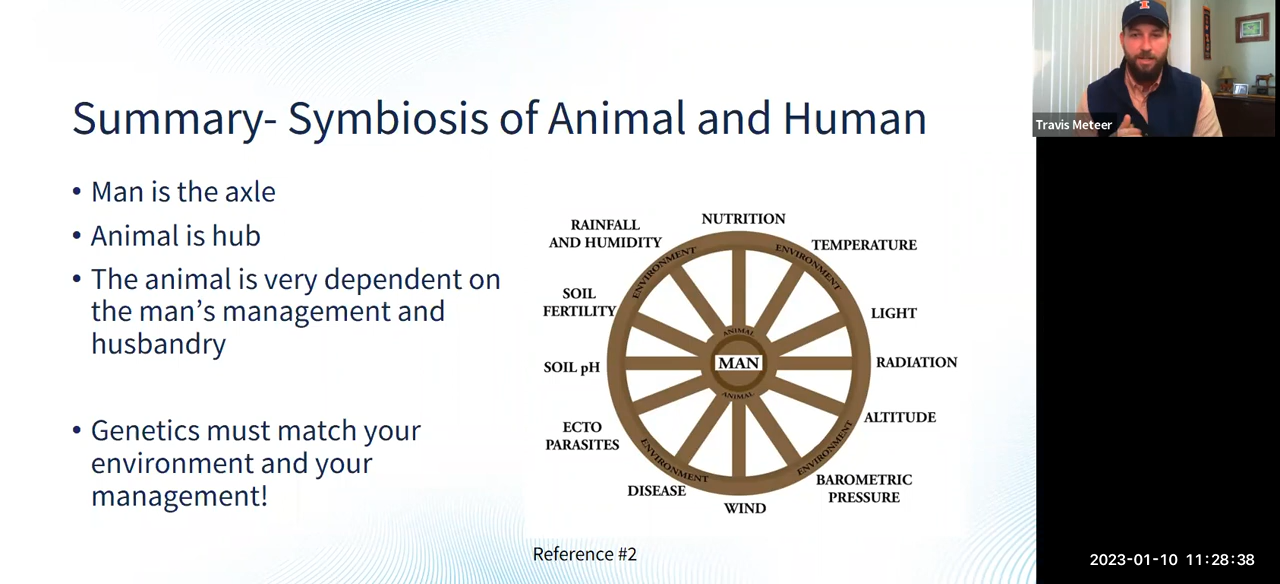 Summary- Symbiosis of Animal and Human
• Man is the axle
• Animal is hub
• The animal is very dependent on
the man’s management and
husbandry
• Genetics must match your
environment and your
management!
NUTRITION
TEMPERATURE
LIGHT
RADIATION
ALTITUDE
BAROMETRIC
PRESSURE
WIND
DISEASE
ECTO
PARASITES
SOIL pH
SOIL
FERTILITY
RAINFALL
AND HUMIDITY
ENVIRONMENT
ENVIRONMENT
ENVIRONMENT
ENVIRONMENT
ANIMAL
MAN
ANIMAL
Reference #2
I
Travis Meteer
2023-01-10 11:28:38